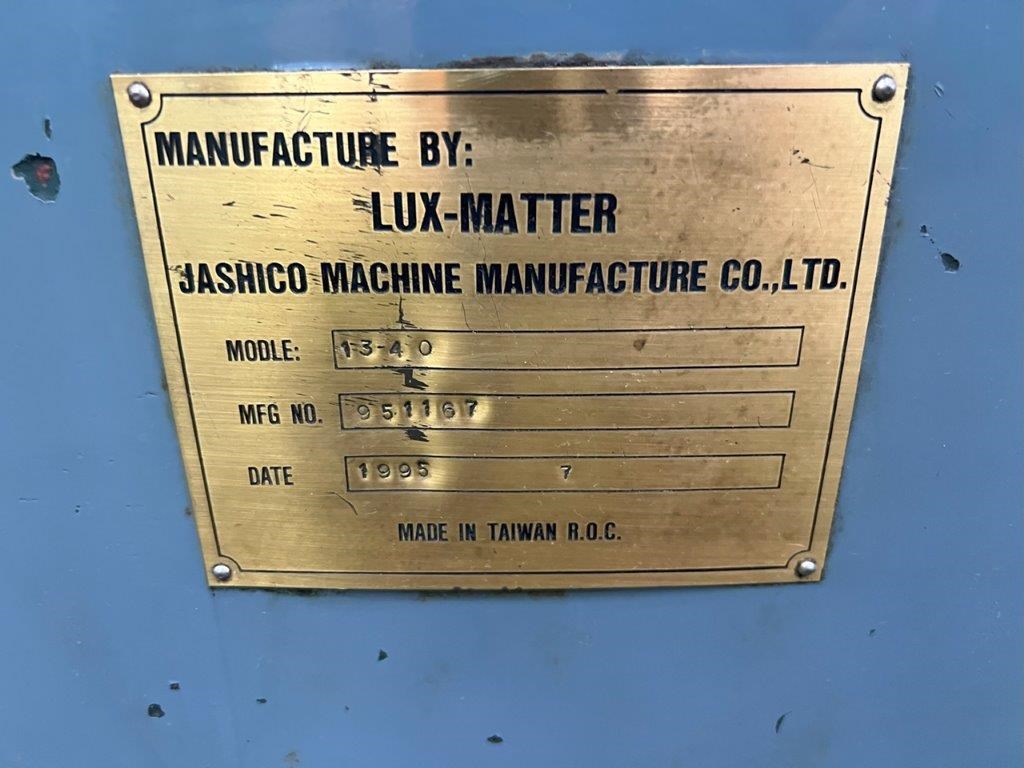 MANUFACTURE BY:
LUX-MATTER
JASHICO MACHINE MANUFACTURE CO.,LTD.
MODLE: 13-40
MFG NO. 951167
DATE 1995 7
MADE IN TAIWAN R.O.C.